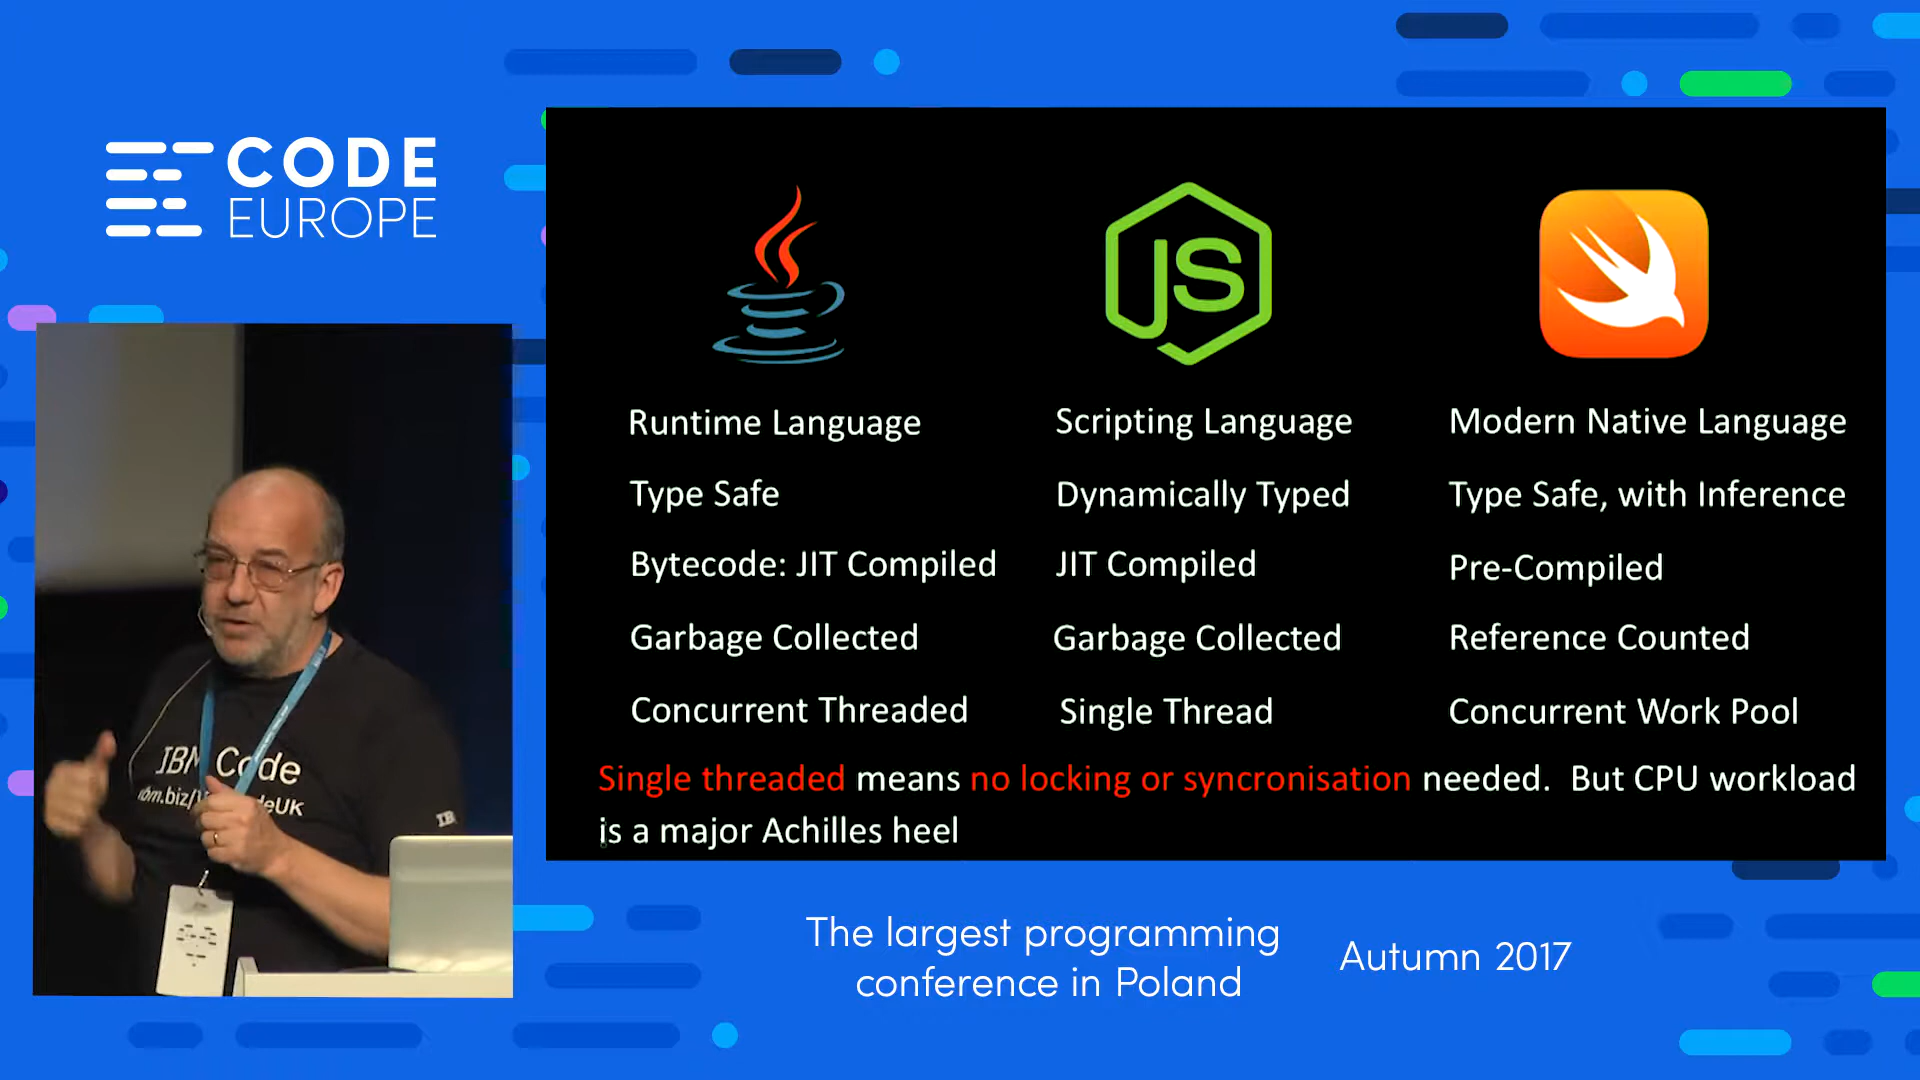 CODE
EUROPE
JS
Runtime Language
Scripting Language
Modern Native Language
Type Safe
Dynamically Typed
Type Safe, with Inference
Bytecode: JIT Compiled
JIT Compiled
Pre-Compiled
Garbage Collected
Garbage Collected
Reference Counted
Concurrent Threaded
Single Thread
Concurrent Work Pool
Single threaded means no locking or syncronisation needed. But CPU workload
is a major Achilles heel
IBM Code
The largest programming
conference in Poland
Autumn 2017